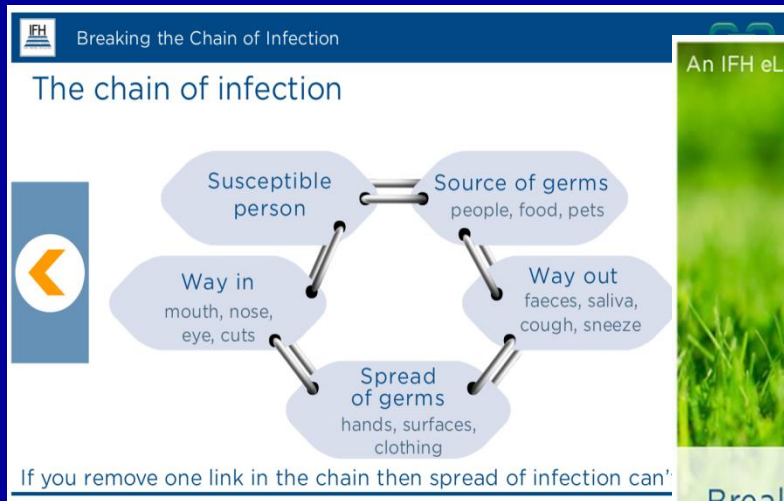 IFH
Breaking the Chain of Infection
The chain of infection
Susceptible
person
Source of germs
people, food, pets
Way in
mouth, nose,
eye, cuts
Way out
faeces, saliva,
cough, sneeze
Spread
of germs
hands, surfaces,
clothing
If you remove one link in the chain then spread of infection can'
An IFH eL
Break